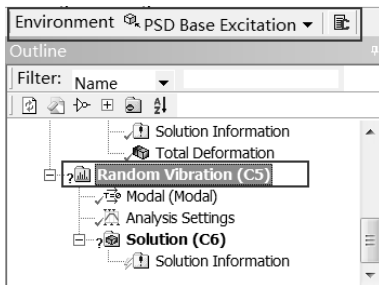 Environment PSD Base Excitation
Outline
Filter: Name
Solution Information
Total Deformation
Random Vibration (C5)
Modal (Modal)
Analysis Settings
Solution (C6)
Solution Information